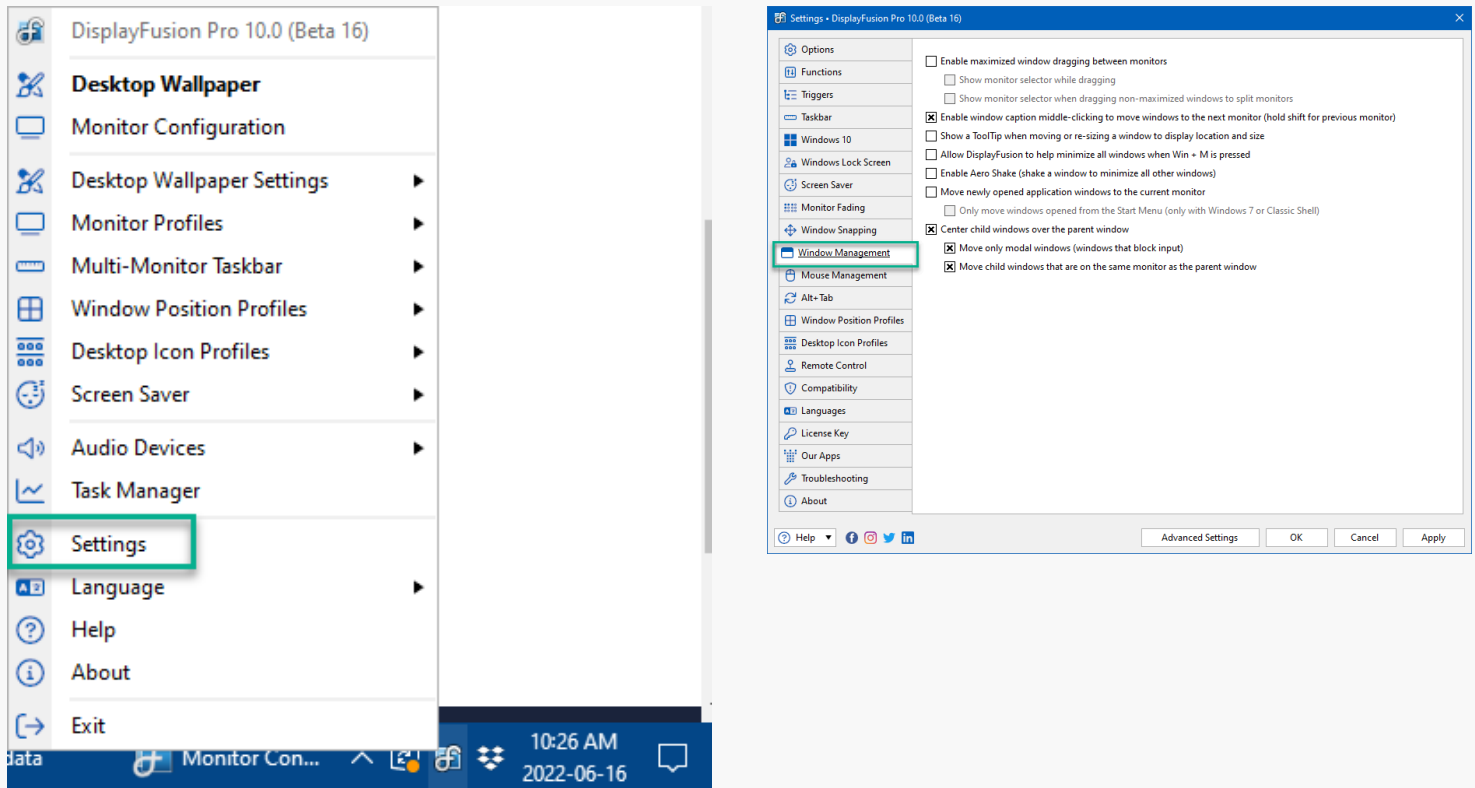 DisplayFusion Pro 10.0 (Beta 16)
Desktop Wallpaper
Monitor Configuration
Desktop Wallpaper Settings
Monitor Profiles
Multi-Monitor Taskbar
Window Position Profiles
Desktop Icon Profiles
Screen Saver
Audio Devices
Task Manager
Settings
Language
Help
About
Exit
data
Monitor Con...
10:26 AM
2022-06-16
Settings • DisplayFusion Pro 10.0 (Beta 16)
Options
Functions
Triggers
Taskbar
Windows 10
Windows Lock Screen
Screen Saver
Monitor Fading
Window Snapping
Window Management
Mouse Management
Alt+Tab
Window Position Profiles
Desktop Icon Profiles
Remote Control
Compatibility
Languages
License Key
Our Apps
Troubleshooting
About
Enable maximized window dragging between monitors
Show monitor selector while dragging
Show monitor selector when dragging non-maximized windows to split monitors
Enable window caption middle-clicking to move windows to the next monitor (hold shift for previous monitor)
Show a ToolTip when moving or re-sizing a window to display location and size
Allow DisplayFusion to help minimize all windows when Win + M is pressed
Enable Aero Shake (shake a window to minimize all other windows)
Move newly opened application windows to the current monitor
Only move windows opened from the Start Menu (only with Windows 7 or Classic Shell)
Center child windows over the parent window
Move only modal windows (windows that block input)
Move child windows that are on the same monitor as the parent window
Help
Advanced Settings
OK
Cancel
Apply